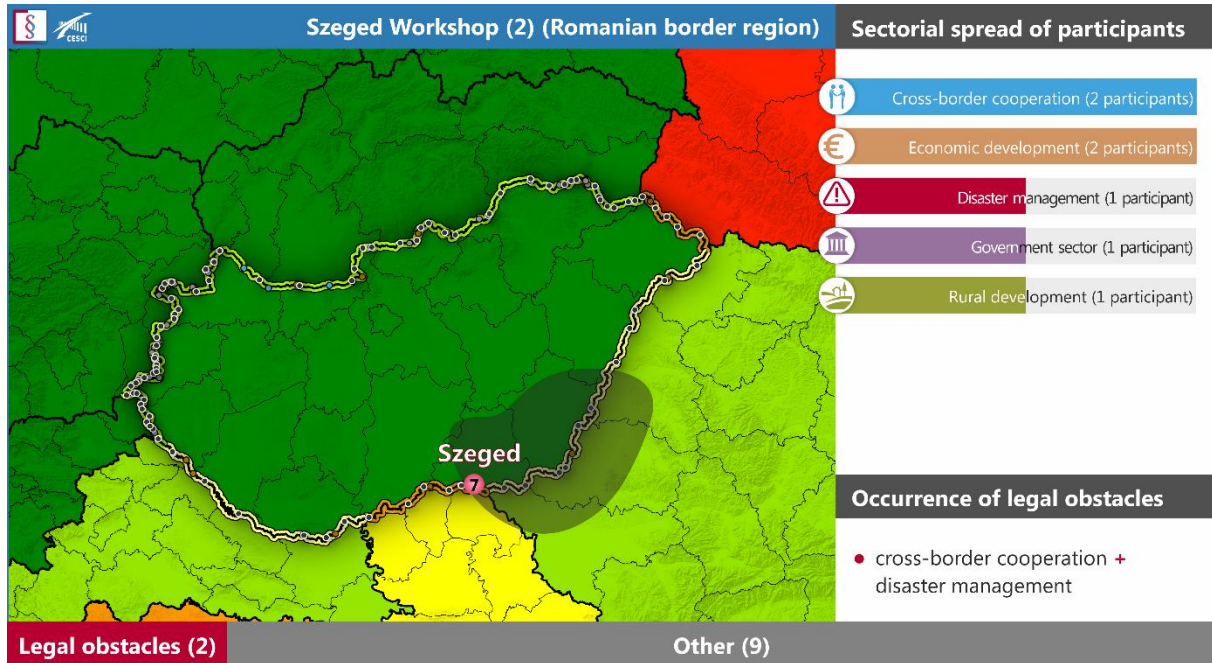 §
CESCI
Szeged Workshop (2) (Romanian border region)
Sectorial spread of participants
Cross-border cooperation (2 participants)
€
Economic development (2 participants)
Disaster management (1 participant)
Government sector (1 participant)
Rural development (1 participant)
Szeged
7
Occurrence of legal obstacles
• cross-border cooperation +
disaster management
Legal obstacles (2)
Other (9)